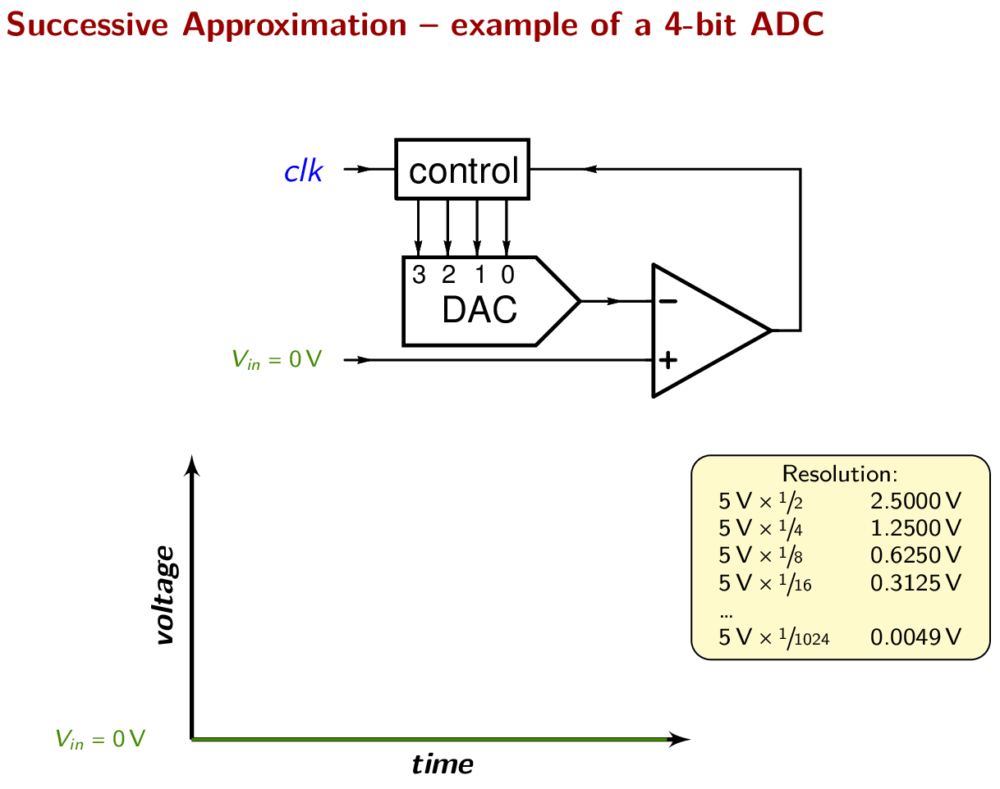 Successive Approximation – example of a 4-bit ADC
clk
control
3 2 1 0
DAC
−
+
V_in = 0 V
voltage
Resolution:
5 V × 1/2 2.5000 V
5 V × 1/4 1.2500 V
5 V × 1/8 0.6250 V
5 V × 1/16 0.3125 V
...
5 V × 1/1024 0.0049 V
V_in = 0 V
time